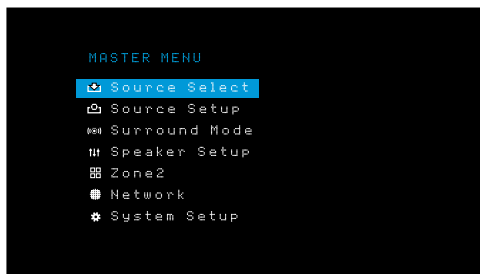 MASTER MENU
Source Select
Source Setup
Surround Mode
Speaker Setup
Zone2
Network
System Setup